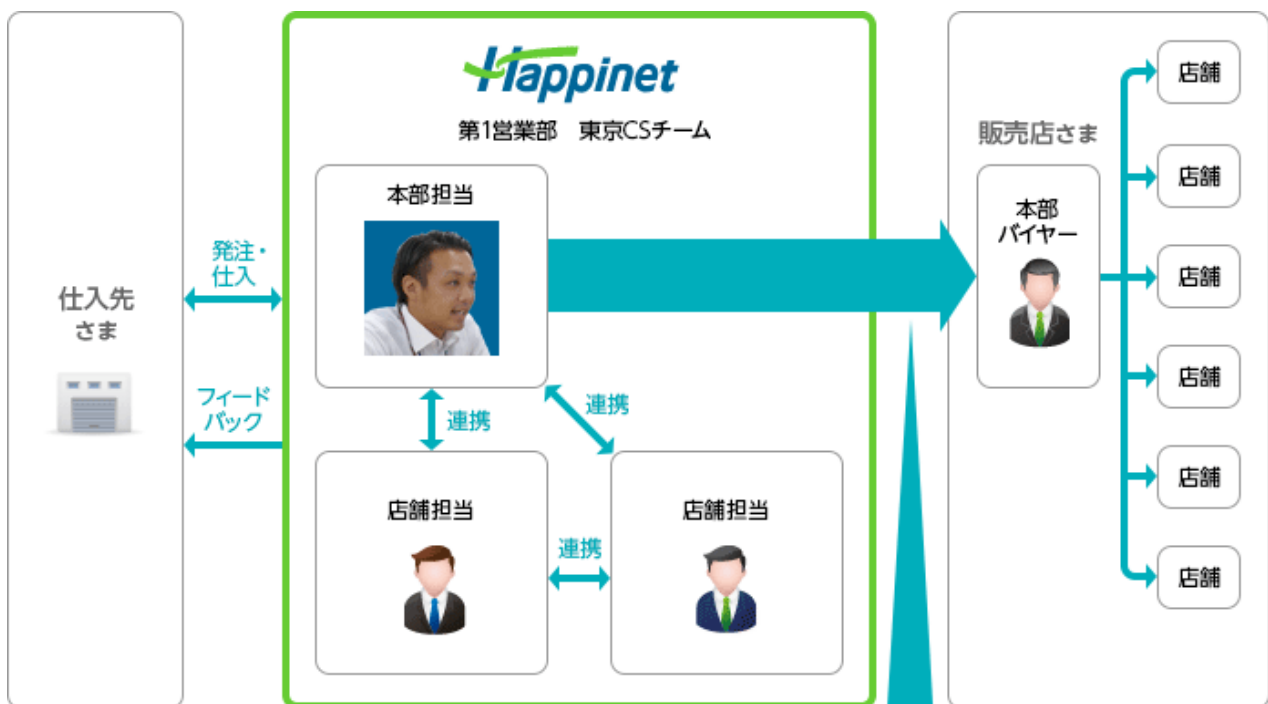 仕入先
さま
発注・
仕入
フィード
バック
Happinet
第1営業部　東京CSチーム
本部担当
連携
連携
店舗担当
連携
店舗担当
販売店さま
本部
バイヤー
店舗
店舗
店舗
店舗
店舗
店舗